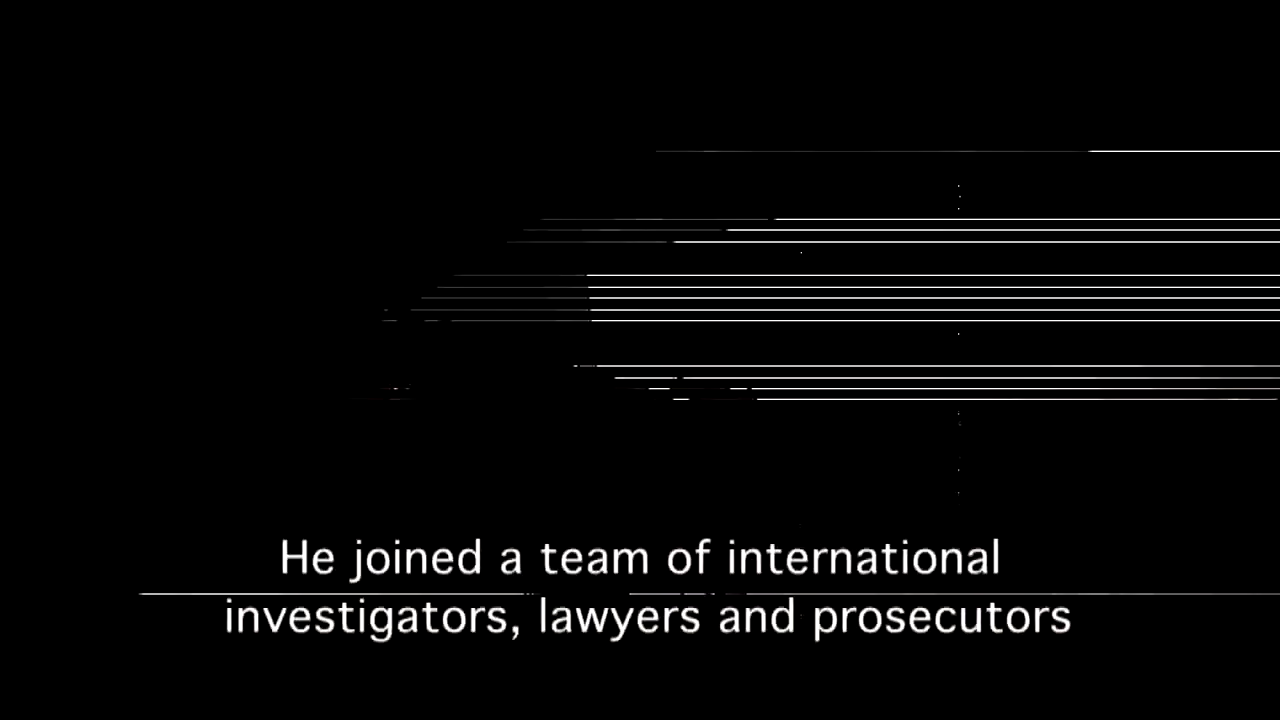 He joined a team of international
investigators, lawyers and prosecutors